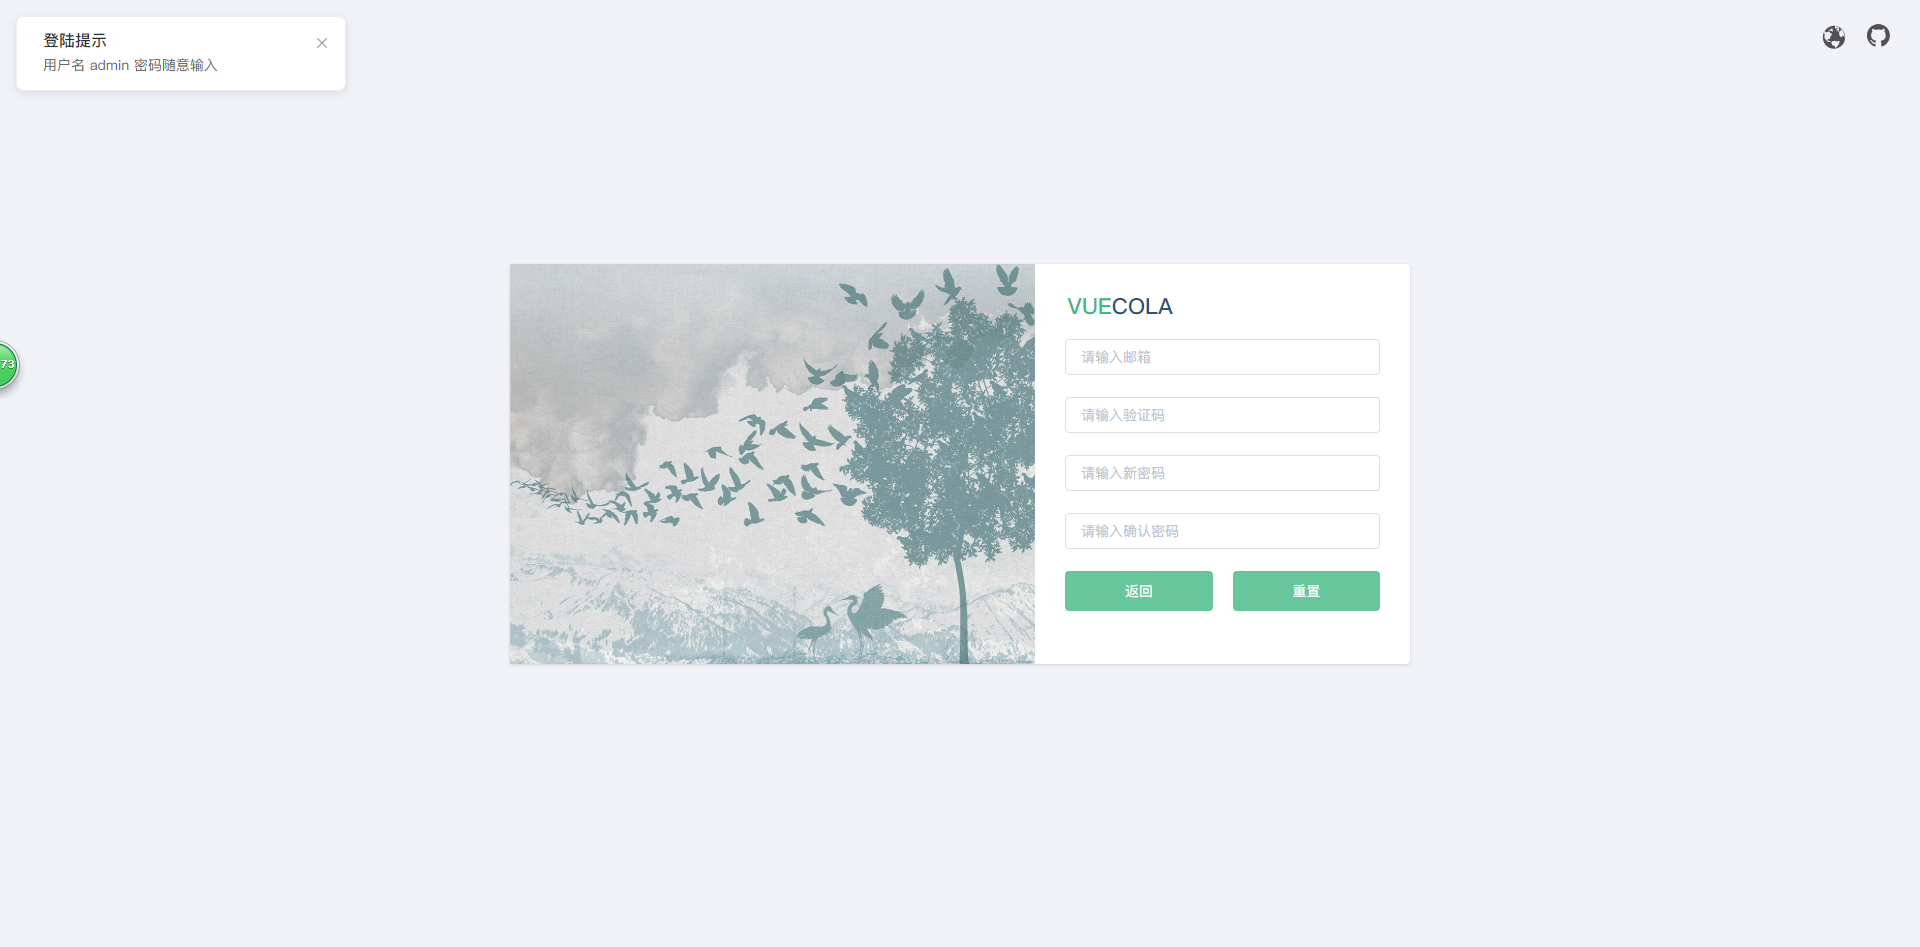 登陆提示
用户名 admin 密码随意输入
73
VUECOLA
请输入邮箱
请输入验证码
请输入新密码
请输入确认密码
返回
重置